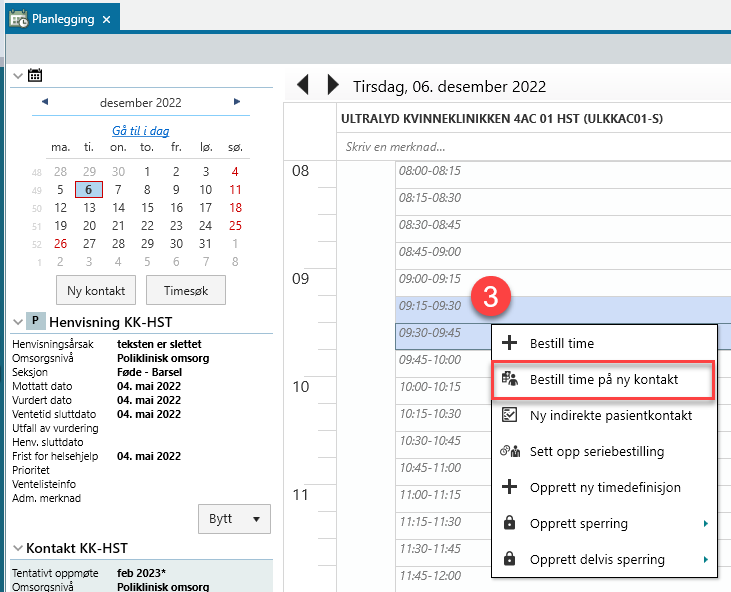 Planlegging ×
desember 2022
Gå til i dag
ma. ti. on. to. fr. lø. sø.
48 28 29 30 1 2 3 4
49 5 6 7 8 9 10 11
50 12 13 14 15 16 17 18
51 19 20 21 22 23 24 25
52 26 27 28 29 30 31 1
1 2 3 4 5 6 7 8
Ny kontakt Timesøk
P Henvisning KK-HST
Henvisningsårsak teksten er slettet
Omsorgsnivå Poliklinisk omsorg
Seksjon Føde - Barsel
Mottatt dato 04. mai 2022
Vurdert dato 04. mai 2022
Ventetid sluttdato 04. mai 2022
Utfall av vurdering
Henv. sluttdato
Frist for helsehjelp 04. mai 2022
Prioritet
Ventelisteinfo
Adm. merknad
Bytt
Kontakt KK-HST
Tentativt oppmøte feb 2023*
Omsorgsnivå Poliklinisk omsorg
Tirsdag, 06. desember 2022
ULTRALYD KVINNEKLINIKKEN 4AC 01 HST (ULKKAC01-S)
Skriv en merknad...
08 08:00-08:15
08:15-08:30
08:30-08:45
08:45-09:00
09 09:00-09:15
09:15-09:30
09:30-09:45
09:45-10:00
10 10:00-10:15
10:15-10:30
10:30-10:45
10:45-11:00
11 11:00-11:15
11:15-11:30
11:30-11:45
11:45-12:00
3
Bestill time
Bestill time på ny kontakt
Ny indirekte pasientkontakt
Sett opp seriebestilling
Opprett ny timedefinisjon
Opprett sperring
Opprett delvis sperring